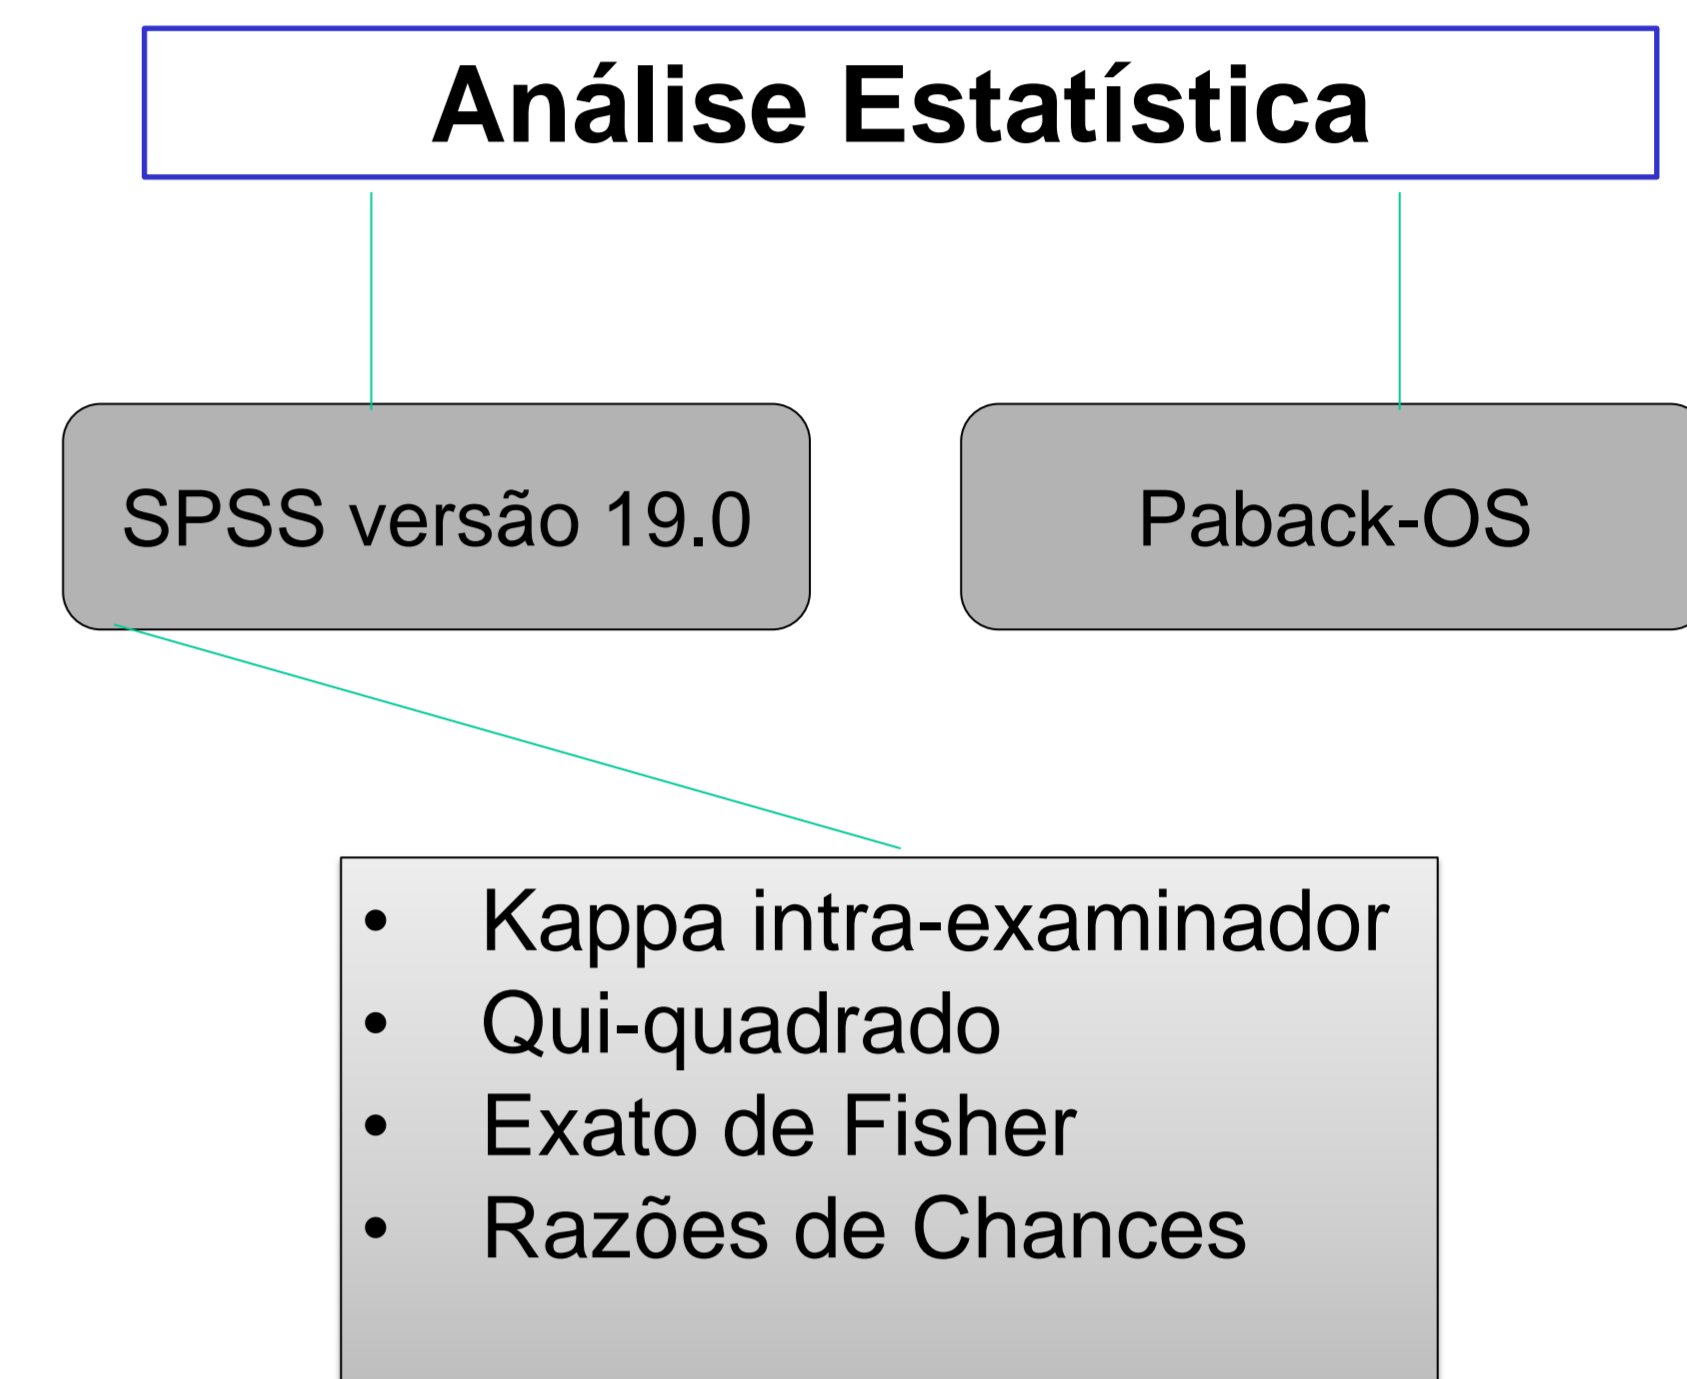 Análise Estatística
SPSS versão 19.0
Paback-OS
• Kappa intra-examinador
• Qui-quadrado
• Exato de Fisher
• Razões de Chances